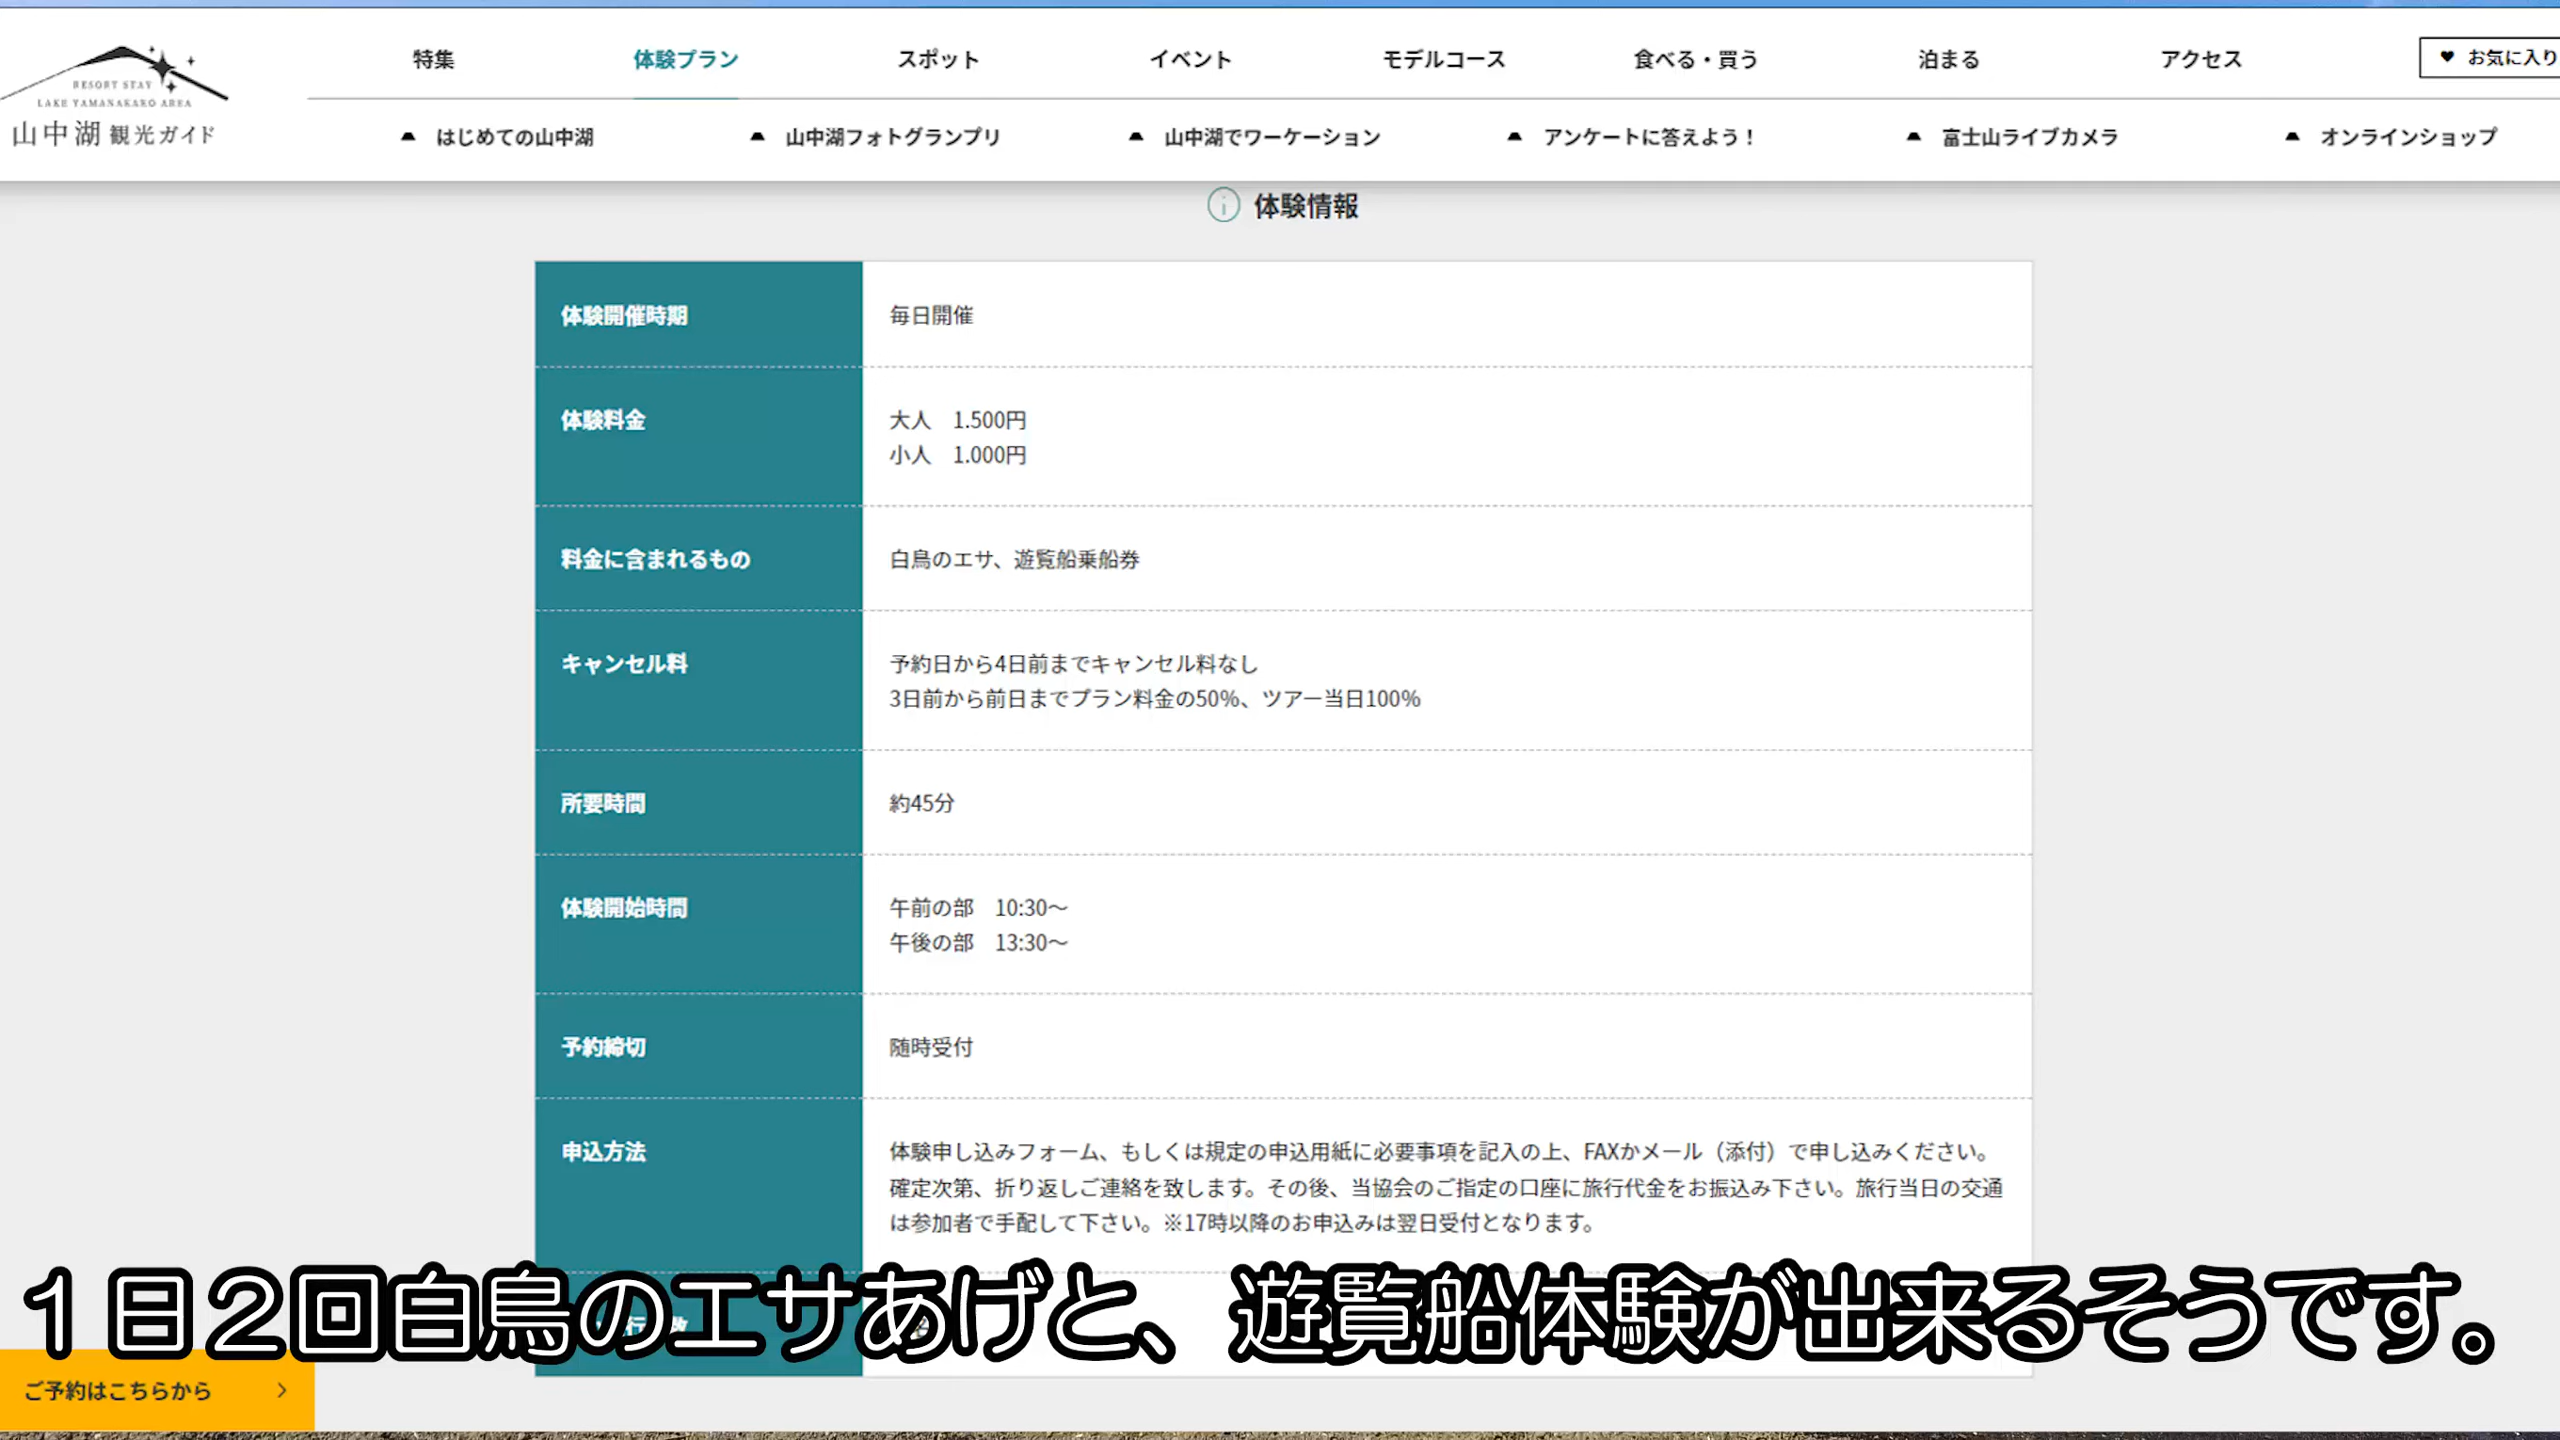 特集
体験プラン
スポット
イベント
モデルコース
食べる・買う
泊まる
アクセス
♥ お気に入り
RESORT STAY
LAKE YAMANAKAKO AREA
山中湖 観光ガイド
はじめての山中湖
山中湖フォトグランプリ
山中湖でワーケーション
アンケートに答えよう！
富士山ライブカメラ
オンラインショップ
体験情報
体験開催時期
毎日開催
体験料金
大人　1.500円
小人　1.000円
料金に含まれるもの
白鳥のエサ、遊覧船乗船券
キャンセル料
予約日から4日前までキャンセル料なし
3日前から前日までプラン料金の50%、ツアー当日100%
所要時間
約45分
体験開始時間
午前の部　10:30～
午後の部　13:30～
予約締切
随時受付
申込方法
体験申し込みフォーム、もしくは規定の申込用紙に必要事項を記入の上、FAXかメール（添付）で申し込みください。
確定次第、折り返しご連絡を致します。その後、当協会のご指定の口座に旅行代金をお振込み下さい。旅行当日の交通
は参加者で手配して下さい。※17時以降のお申込みは翌日受付となります。
１日２回白鳥のエサあげと、遊覧船体験が出来るそうです。
ご予約はこちらから